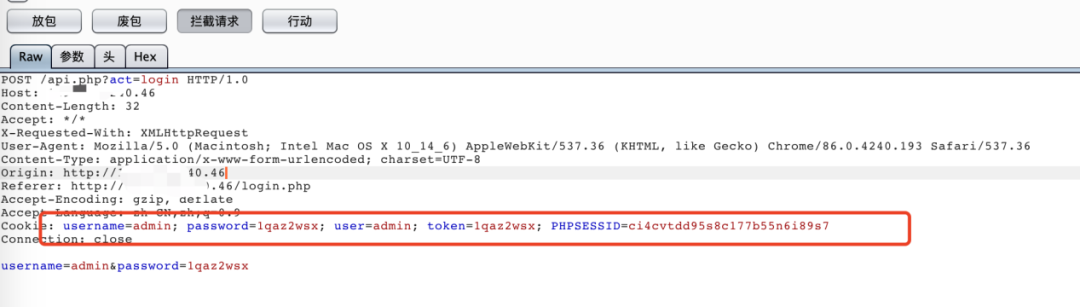 放包 废包 拦截请求 行动
Raw 参数 头 Hex
POST /api.php?act=login HTTP/1.0
Host: 0.46
Content-Length: 32
Accept: */*
X-Requested-With: XMLHttpRequest
User-Agent: Mozilla/5.0 (Macintosh; Intel Mac OS X 10_14_6) AppleWebKit/537.36 (KHTML, like Gecko) Chrome/86.0.4240.193 Safari/537.36
Content-Type: application/x-www-form-urlencoded; charset=UTF-8
Origin: http:// 40.46
Referer: http:// .46/login.php
Accept-Encoding: gzip, deflate
Accept-Language: zh-CN,zh;q=0.9
Cookie: username=admin; password=1qaz2wsx; user=admin; token=1qaz2wsx; PHPSESSID=ci4cvtdd95s8c177b55n6i89s7
Connection: close
username=admin&password=1qaz2wsx